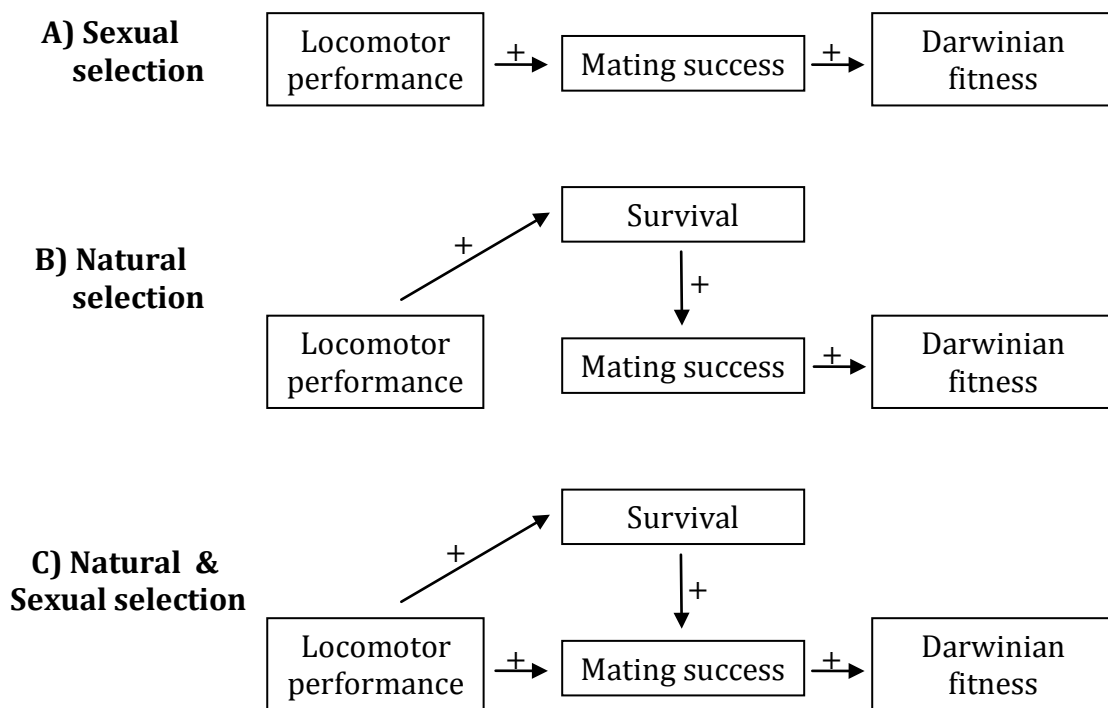 A) Sexual
selection
Locomotor
performance
+
Mating success
+
Darwinian
fitness
B) Natural
selection
Survival
+
+
Locomotor
performance
Mating success
+
Darwinian
fitness
C) Natural &
Sexual selection
Survival
+
+
Locomotor
performance
+
Mating success
+
Darwinian
fitness